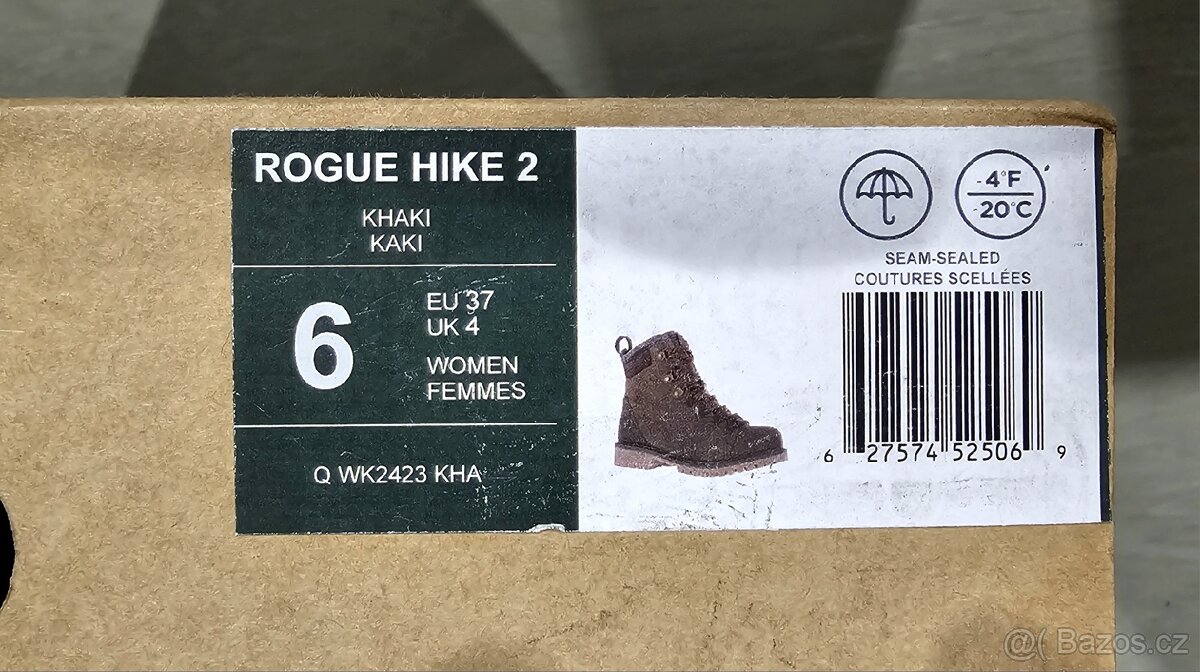 ROGUE HIKE 2
KHAKI
KAKI
6
EU 37
UK 4
WOMEN
FEMMES
Q WK2423 KHA
-4°F
-20°C
SEAM-SEALED
COUTURES SCELLÉES
6 27574 52506 9
@( Bazos.cz